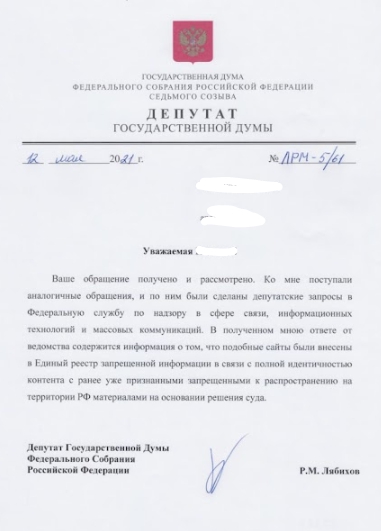 ГОСУДАРСТВЕННАЯ ДУМА
ФЕДЕРАЛЬНОГО СОБРАНИЯ РОССИЙСКОЙ ФЕДЕРАЦИИ
СЕДЬМОГО СОЗЫВА
ДЕПУТАТ
ГОСУДАРСТВЕННОЙ ДУМЫ
12 мая 2021 г. № ЛРМ-5/61
Уважаемая
Ваше обращение получено и рассмотрено. Ко мне поступали
аналогичные обращения, и по ним были сделаны депутатские запросы в
Федеральную службу по надзору в сфере связи, информационных
технологий и массовых коммуникаций. В полученном мною ответе от
ведомства содержится информация о том, что подобные сайты были внесены
в Единый реестр запрещенной информации в связи с полной идентичностью
контента с ранее уже признанными запрещенными к распространению на
территории РФ материалами на основании решения суда.
Депутат Государственной Думы
Федерального Собрания
Российской Федерации Р.М. Лябихов